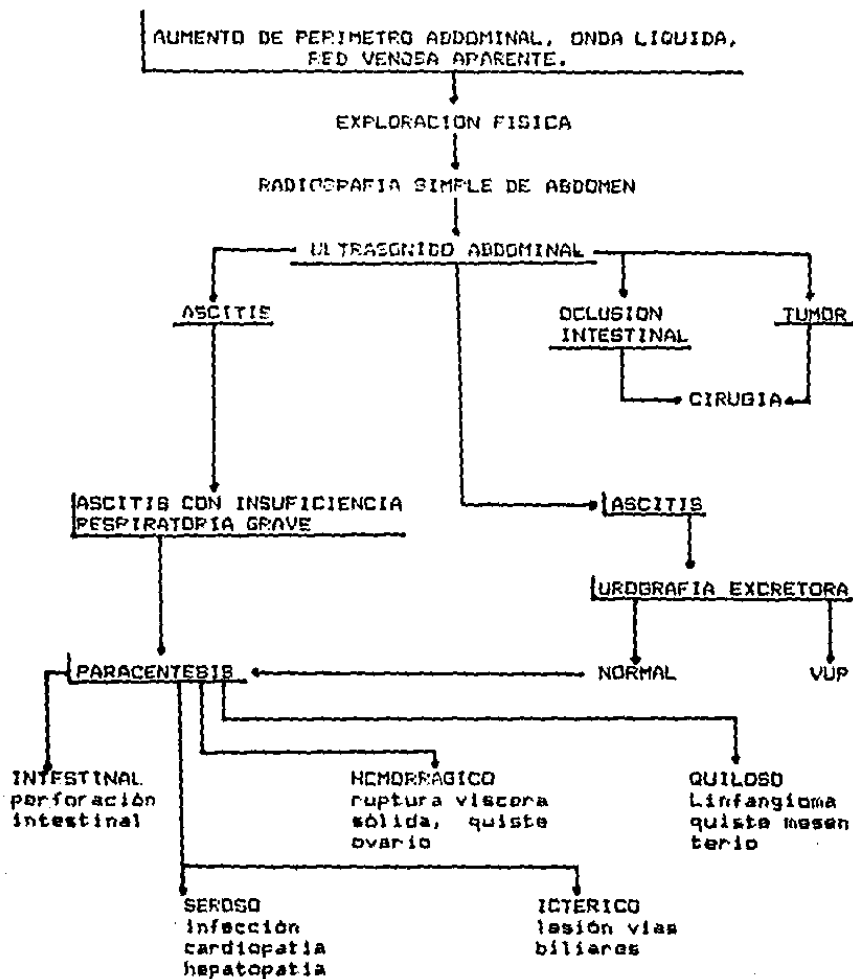 AUMENTO DE PERIMETRO ABDOMINAL, ONDA LIQUIDA,
RED VENOSA APARENTE.
EXPLORACION FISICA
RADIOGRAFIA SIMPLE DE ABDOMEN
ULTRASONIDO ABDOMINAL
ASCITIS
OCLUSION
INTESTINAL
TUMOR
CIRUGIA
ASCITIS CON INSUFICIENCIA
RESPIRATORIA GRAVE
ASCITIS
UROGRAFIA EXCRETORA
PARACENTESIS
NORMAL
VUP
INTESTINAL
perforación
intestinal
HEMORRAGICO
ruptura víscera
sólida, quiste
ovario
QUILOSO
Linfangioma
quiste mesen
terio
SEROSO
infección
cardiopatia
hepatopatia
ICTERICO
lesión vias
biliares